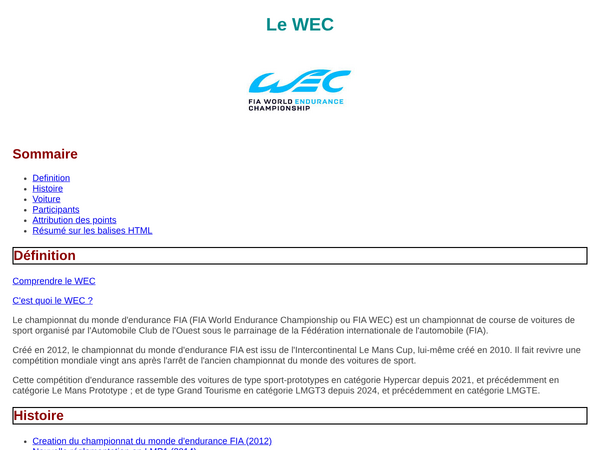 Le WEC
WEC
FIA WORLD ENDURANCE
CHAMPIONSHIP
Sommaire
Definition
Histoire
Voiture
Participants
Attribution des points
Résumé sur les balises HTML
Définition
Comprendre le WEC
C'est quoi le WEC ?
Le championnat du monde d'endurance FIA (FIA World Endurance Championship ou FIA WEC) est un championnat de course de voitures de
sport organisé par l'Automobile Club de l'Ouest sous le parrainage de la Fédération internationale de l'automobile (FIA).
Créé en 2012, le championnat du monde d'endurance FIA est issu de l'Intercontinental Le Mans Cup, lui-même créé en 2010. Il fait revivre une
compétition mondiale vingt ans après l'arrêt de l'ancien championnat du monde des voitures de sport.
Cette compétition d'endurance rassemble des voitures de type sport-prototypes en catégorie Hypercar depuis 2021, et précédemment en
catégorie Le Mans Prototype ; et de type Grand Tourisme en catégorie LMGT3 depuis 2024, et précédemment en catégorie LMGTE.
Histoire
Creation du championnat du monde d'endurance FIA (2012)
Nouvelle réglementation en LMP1 (2014)